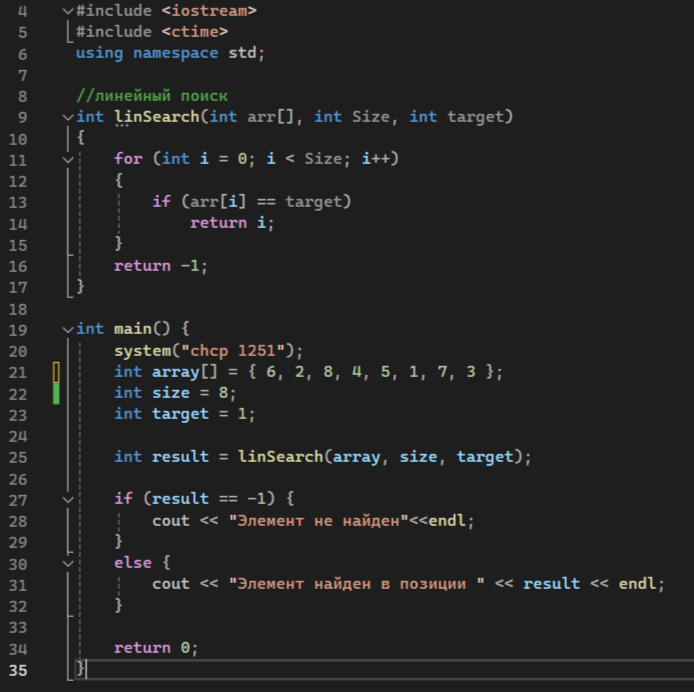 4 #include <iostream>
5 #include <ctime>
6 using namespace std;
7
8 //линейный поиск
9 int linSearch(int arr[], int Size, int target)
10 {
11 for (int i = 0; i < Size; i++)
12 {
13 if (arr[i] == target)
14 return i;
15 }
16 return -1;
17 }
18
19 int main() {
20 system("chcp 1251");
21 int array[] = { 6, 2, 8, 4, 5, 1, 7, 3 };
22 int size = 8;
23 int target = 1;
24
25 int result = linSearch(array, size, target);
26
27 if (result == -1) {
28 cout << "Элемент не найден"<<endl;
29 }
30 else {
31 cout << "Элемент найден в позиции " << result << endl;
32 }
33
34 return 0;
35 }